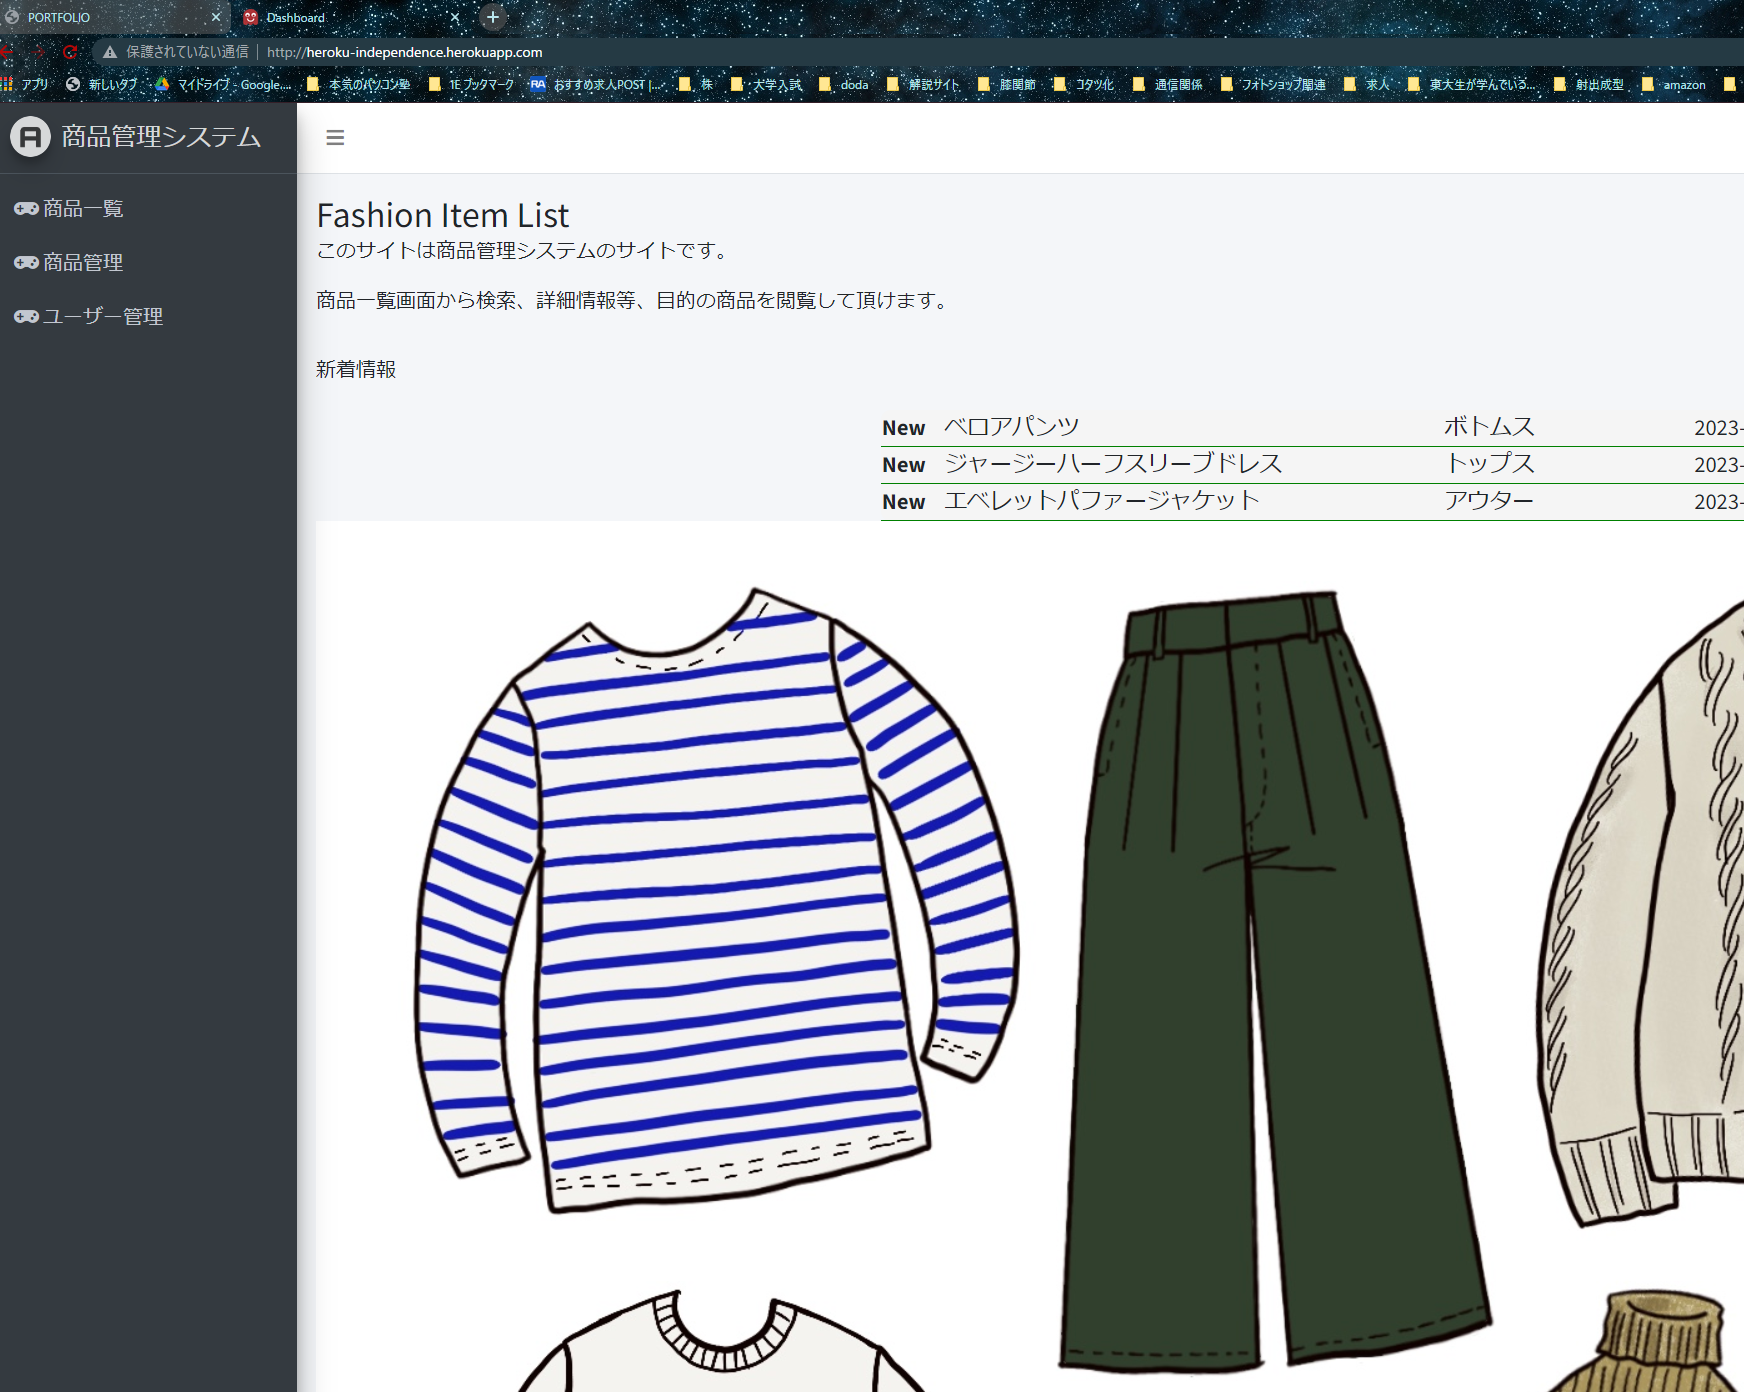 PORTFOLIO
Dashboard
保護されていない通信 http://heroku-independence.herokuapp.com
アプリ 新しいタブ マイドライブ - Google.... 本気のパソコン塾 1Eブックマーク RA おすすめ求人POST |... 株 大学入試 doda 解説サイト 膝関節 コタツ化 通信関係 フォトショップ関連 求人 東大生が学んでいる... 射出成型 amazon
A 商品管理システム
商品一覧
商品管理
ユーザー管理
Fashion Item List
このサイトは商品管理システムのサイトです。
商品一覧画面から検索、詳細情報等、目的の商品を閲覧して頂けます。
新着情報
New ベロアパンツ ボトムス 2023-
New ジャージーハーフスリーブドレス トップス 2023-
New エベレットパファージャケット アウター 2023-